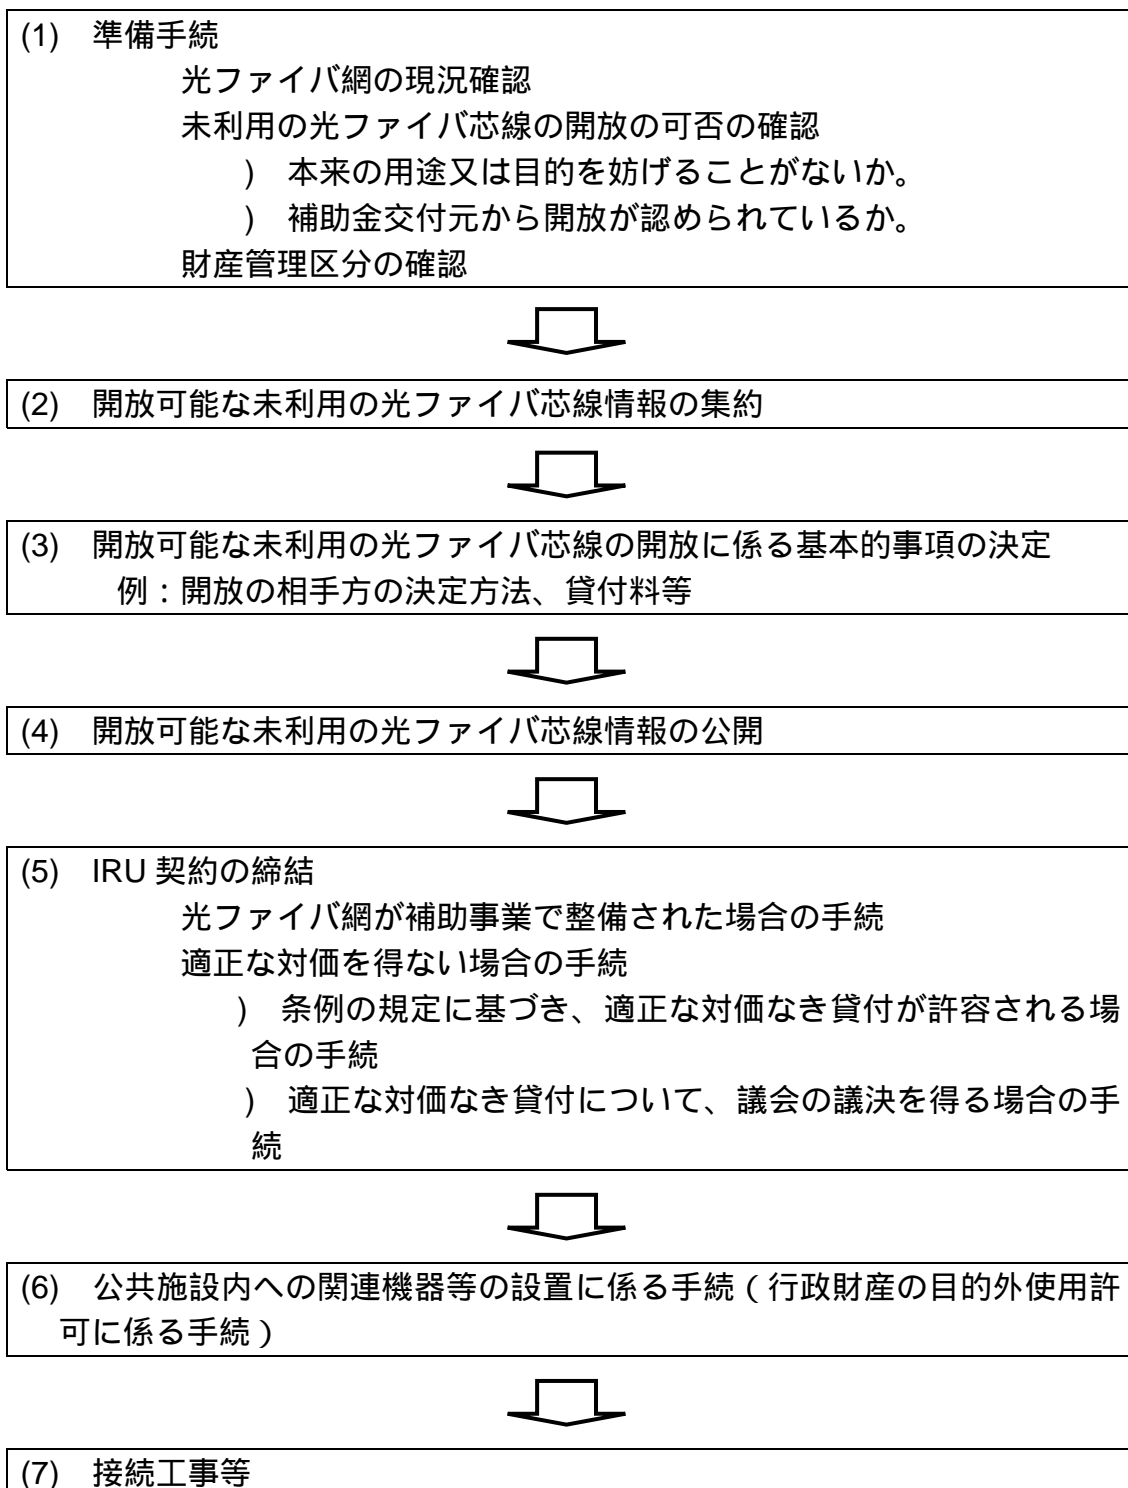 (1) 準備手続
光ファイバ網の現況確認
未利用の光ファイバ芯線の開放の可否の確認
) 本来の用途又は目的を妨げることがないか。
) 補助金交付元から開放が認められているか。
財産管理区分の確認
(2) 開放可能な未利用の光ファイバ芯線情報の集約
(3) 開放可能な未利用の光ファイバ芯線の開放に係る基本的事項の決定
例：開放の相手方の決定方法、貸付料等
(4) 開放可能な未利用の光ファイバ芯線情報の公開
(5) IRU 契約の締結
光ファイバ網が補助事業で整備された場合の手続
適正な対価を得ない場合の手続
) 条例の規定に基づき、適正な対価なき貸付が許容される場
合の手続
) 適正な対価なき貸付について、議会の議決を得る場合の手
続
(6) 公共施設内への関連機器等の設置に係る手続（行政財産の目的外使用許
可に係る手続）
(7) 接続工事等